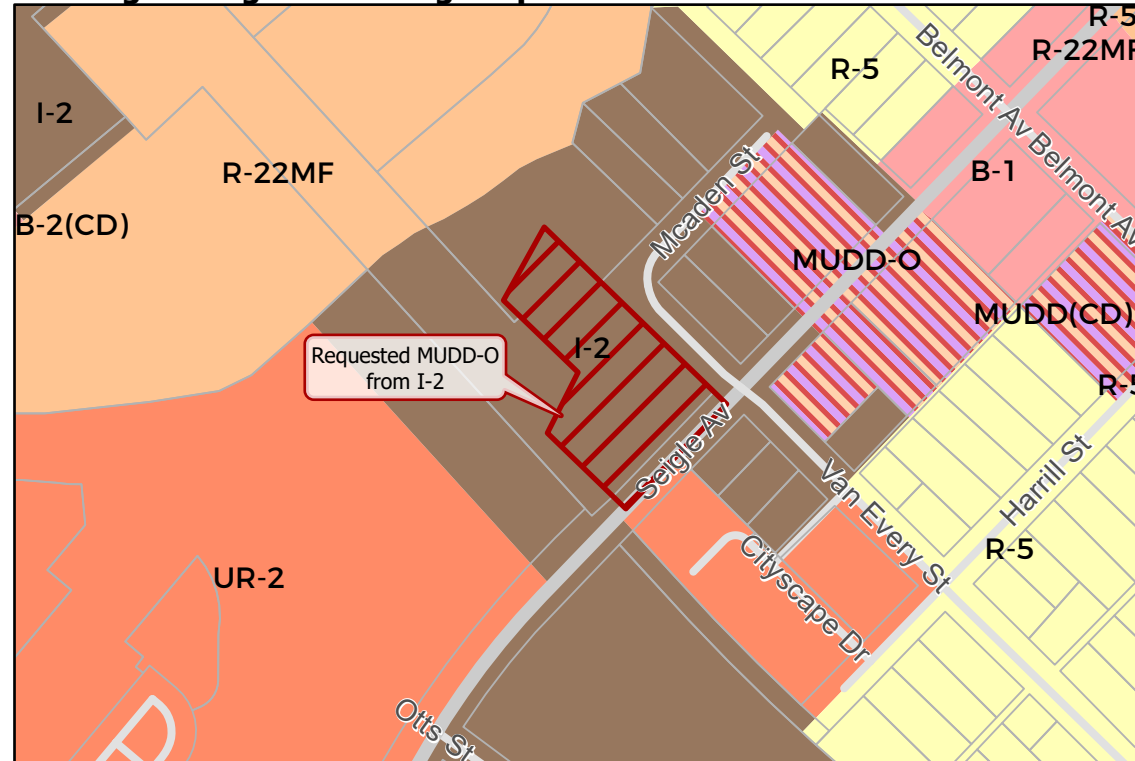 R-5
R-22MF
Belmont Av
Belmont Av
R-5
I-2
B-1
R-22MF
Mcaden St
B-2(CD)
MUDD-O
MUDD(CD)
Requested MUDD-O
from I-2
I-2
R-5
Seigle Av
Harrill St
Van Every St
R-5
Cityscape Dr
UR-2
Otts St